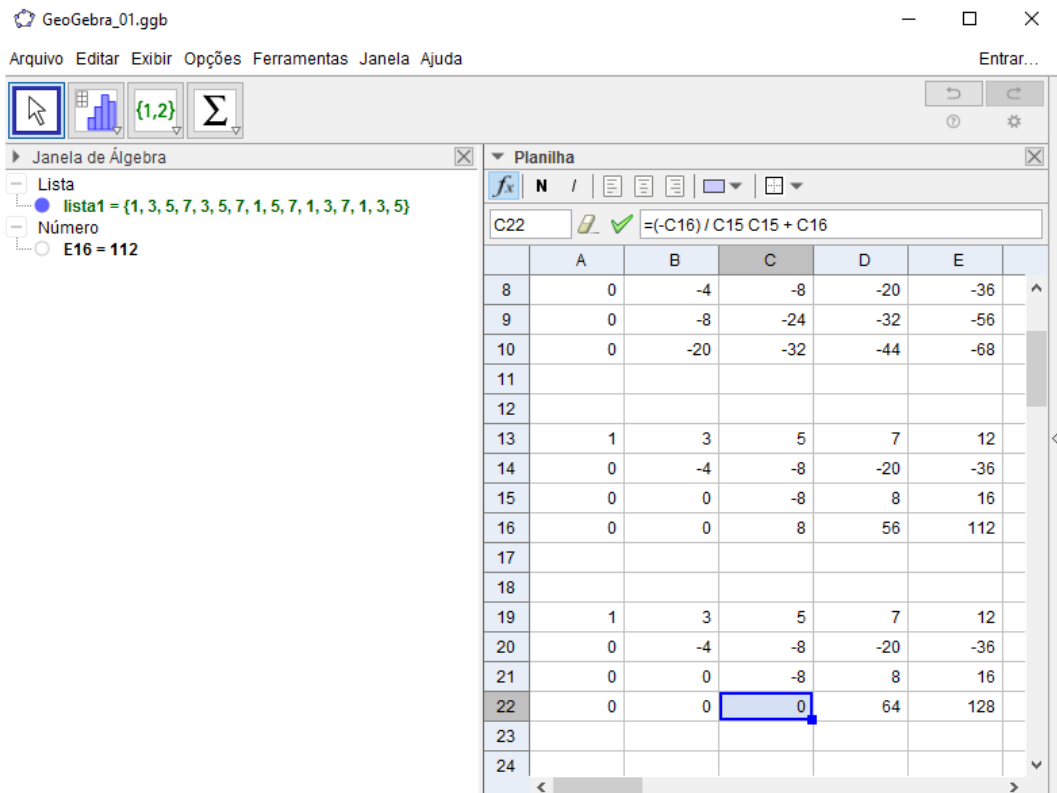 GeoGebra_01.ggb
Arquivo Editar Exibir Opções Ferramentas Janela Ajuda Entrar...
{1,2} Σ
Janela de Álgebra
Lista
lista1 = {1, 3, 5, 7, 3, 5, 7, 1, 5, 7, 1, 3, 7, 1, 3, 5}
Número
E16 = 112
Planilha
fx N I
C22 =(-C16) / C15 C15 + C16
A B C D E
8 0 -4 -8 -20 -36
9 0 -8 -24 -32 -56
10 0 -20 -32 -44 -68
11
12
13 1 3 5 7 12
14 0 -4 -8 -20 -36
15 0 0 -8 8 16
16 0 0 8 56 112
17
18
19 1 3 5 7 12
20 0 -4 -8 -20 -36
21 0 0 -8 8 16
22 0 0 0 64 128
23
24